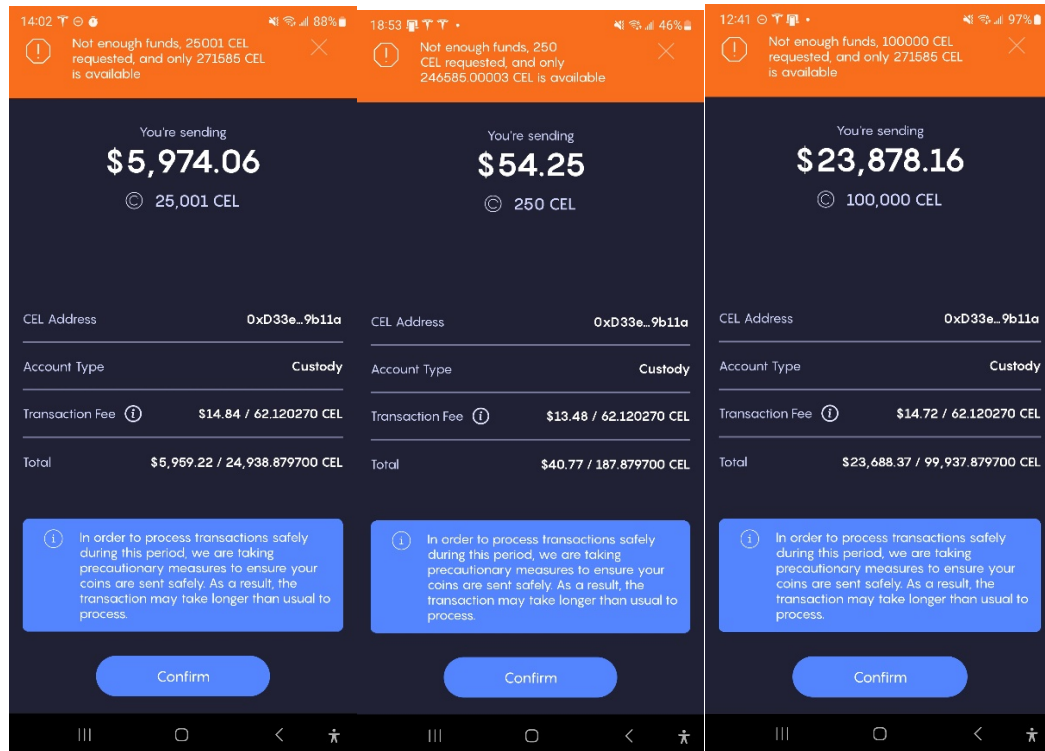 14:02
88%
Not enough funds, 25001 CEL
requested, and only 271585 CEL
is available
You're sending
$5,974.06
25,001 CEL
CEL Address 0xD33e...9b11a
Account Type Custody
Transaction Fee $14.84 / 62.120270 CEL
Total $5,959.22 / 24,938.879700 CEL
In order to process transactions safely
during this period, we are taking
precautionary measures to ensure your
coins are sent safely. As a result, the
transaction may take longer than usual to
process.
Confirm
18:53
46%
Not enough funds, 250
CEL requested, and only
246585.00003 CEL is available
You're sending
$54.25
250 CEL
CEL Address 0xD33e...9b11a
Account Type Custody
Transaction Fee $13.48 / 62.120270 CEL
Total $40.77 / 187.879700 CEL
In order to process transactions safely
during this period, we are taking
precautionary measures to ensure your
coins are sent safely. As a result, the
transaction may take longer than usual to
process.
Confirm
12:41
97%
Not enough funds, 100000 CEL
requested, and only 271585 CEL
is available
You're sending
$23,878.16
100,000 CEL
CEL Address 0xD33e...9b11a
Account Type Custody
Transaction Fee $14.72 / 62.120270 CEL
Total $23,688.37 / 99,937.879700 CEL
In order to process transactions safely
during this period, we are taking
precautionary measures to ensure your
coins are sent safely. As a result, the
transaction may take longer than usual to
process.
Confirm